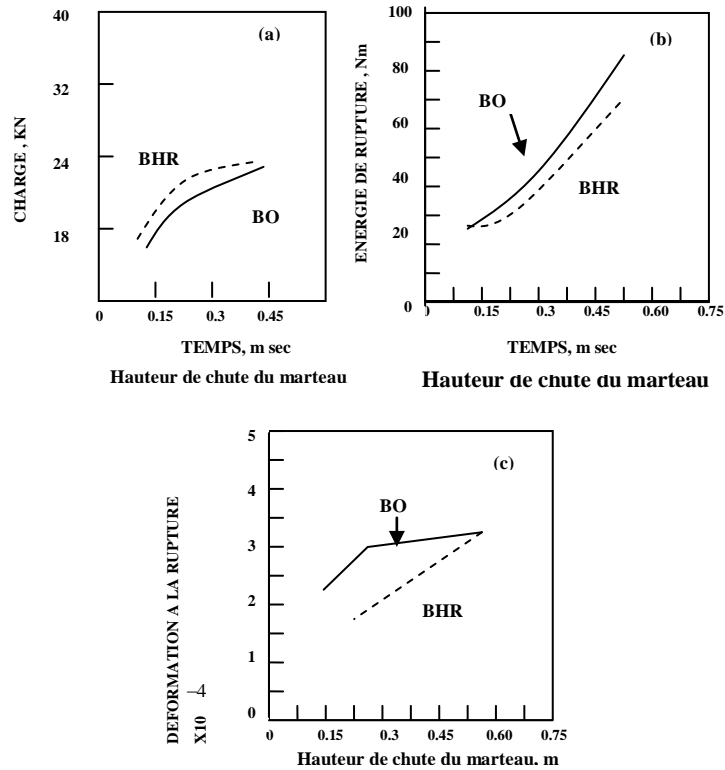 (a)
CHARGE , KN
40
32
24
18
BHR
BO
0 0.15 0.3 0.45
TEMPS, m sec
Hauteur de chute du marteau
(b)
ENERGIE DE RUPTURE , Nm
100
80
60
40
20
0
BO
BHR
0 0.15 0.30 0.45 0.60 0.75
TEMPS, m sec
Hauteur de chute du marteau
(c)
DEFORMATION A LA RUPTURE
X10 –4
5
4
3
2
1
0
BO
BHR
0 0.15 0.3 0.45 0.60 0.75
Hauteur de chute du marteau, m